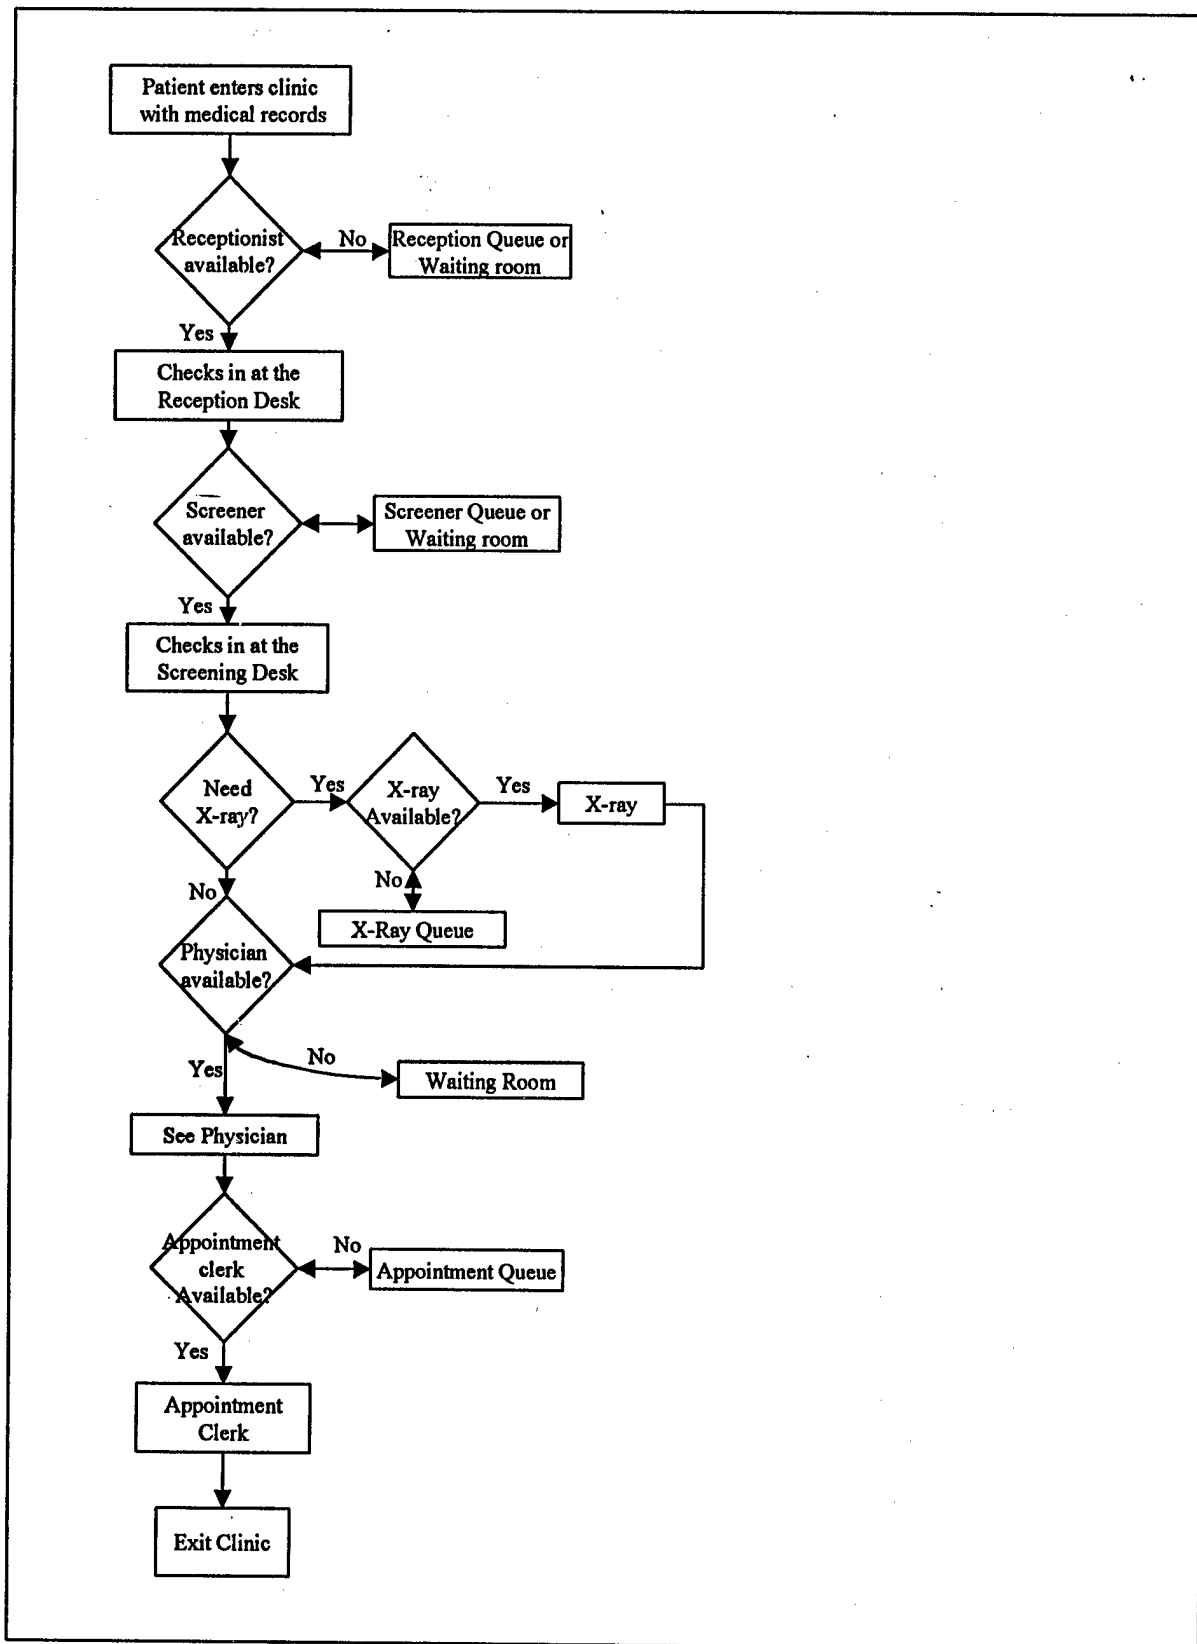 Patient enters clinic
with medical records
Receptionist
available?
No
Reception Queue or
Waiting room
Yes
Checks in at the
Reception Desk
Screener
available?
Screener Queue or
Waiting room
Yes
Checks in at the
Screening Desk
Need
X-ray?
Yes
X-ray
Available?
Yes
X-ray
No
No
X-Ray Queue
Physician
available?
No
Yes
Waiting Room
See Physician
Appointment
clerk
Available?
No
Appointment Queue
Yes
Appointment
Clerk
Exit Clinic